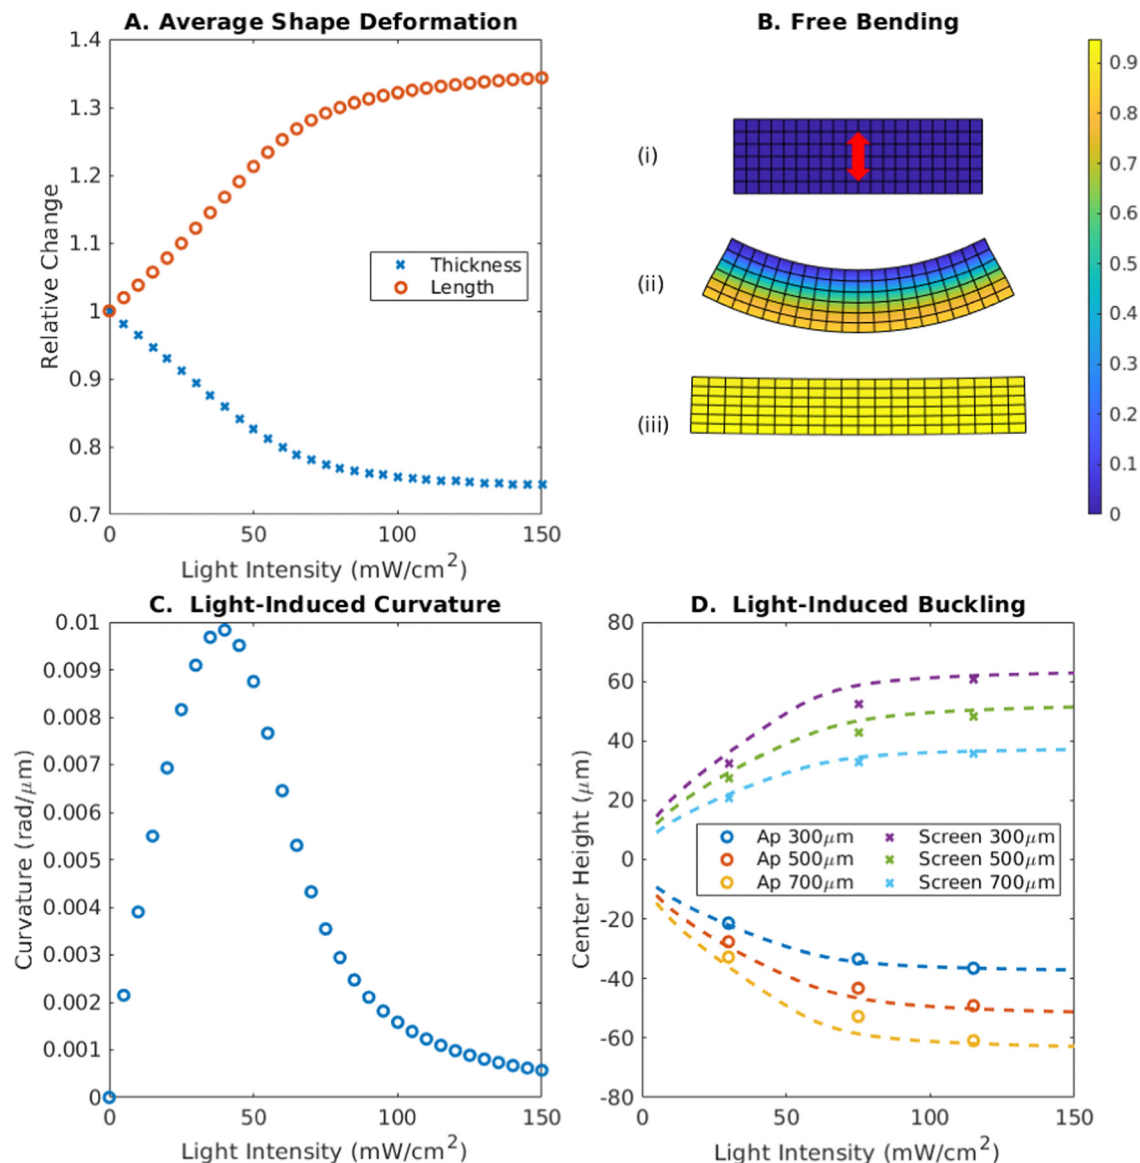 A. Average Shape Deformation
1.4
1.3
1.2
1.1
1
0.9
0.8
0.7
Relative Change
Thickness
Length
0
50
100
150
Light Intensity (mW/cm²)
B. Free Bending
(i)
(ii)
(iii)
0.9
0.8
0.7
0.6
0.5
0.4
0.3
0.2
0.1
0
C. Light-Induced Curvature
0.01
0.009
0.008
0.007
0.006
0.005
0.004
0.003
0.002
0.001
0
Curvature (rad/μm)
0
50
100
150
Light Intensity (mW/cm²)
D. Light-Induced Buckling
80
60
40
20
0
-20
-40
-60
-80
Center Height (μm)
Ap 300μm
Ap 500μm
Ap 700μm
Screen 300μm
Screen 500μm
Screen 700μm
0
50
100
150
Light Intensity (mW/cm²)